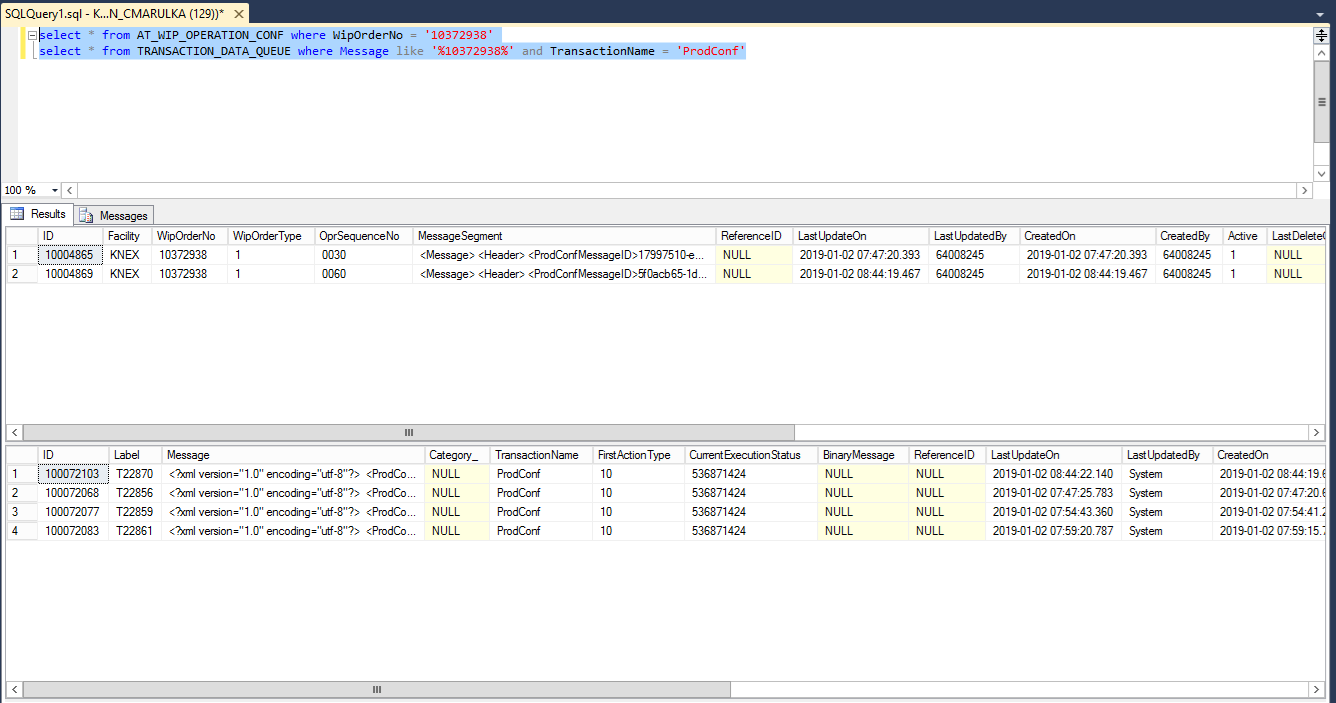 SQLQuery1.sql - K...N_CMARULKA (129))*
select * from AT_WIP_OPERATION_CONF where WipOrderNo = '10372938'
select * from TRANSACTION_DATA_QUEUE where Message like '%10372938%' and TransactionName = 'ProdConf'
100 %
Results Messages
ID Facility WipOrderNo WipOrderType OprSequenceNo MessageSegment ReferenceID LastUpdateOn LastUpdatedBy CreatedOn CreatedBy Active LastDeleteO
1 10004865 KNEX 10372938 1 0030 <Message> <Header> <ProdConfMessageID>17997510-e... NULL 2019-01-02 07:47:20.393 64008245 2019-01-02 07:47:20.393 64008245 1 NULL
2 10004869 KNEX 10372938 1 0060 <Message> <Header> <ProdConfMessageID>5f0acb65-1d... NULL 2019-01-02 08:44:19.467 64008245 2019-01-02 08:44:19.467 64008245 1 NULL
ID Label Message Category_ TransactionName FirstActionType CurrentExecutionStatus BinaryMessage ReferenceID LastUpdateOn LastUpdatedBy CreatedOn
1 100072103 T22870 <?xml version="1.0" encoding="utf-8"?> <ProdCo... NULL ProdConf 10 536871424 NULL NULL 2019-01-02 08:44:22.140 System 2019-01-02 08:44:19.6
2 100072068 T22856 <?xml version="1.0" encoding="utf-8"?> <ProdCo... NULL ProdConf 10 536871424 NULL NULL 2019-01-02 07:47:25.783 System 2019-01-02 07:47:20.6
3 100072077 T22859 <?xml version="1.0" encoding="utf-8"?> <ProdCo... NULL ProdConf 10 536871424 NULL NULL 2019-01-02 07:54:43.360 System 2019-01-02 07:54:41.2
4 100072083 T22861 <?xml version="1.0" encoding="utf-8"?> <ProdCo... NULL ProdConf 10 536871424 NULL NULL 2019-01-02 07:59:20.787 System 2019-01-02 07:59:15.7